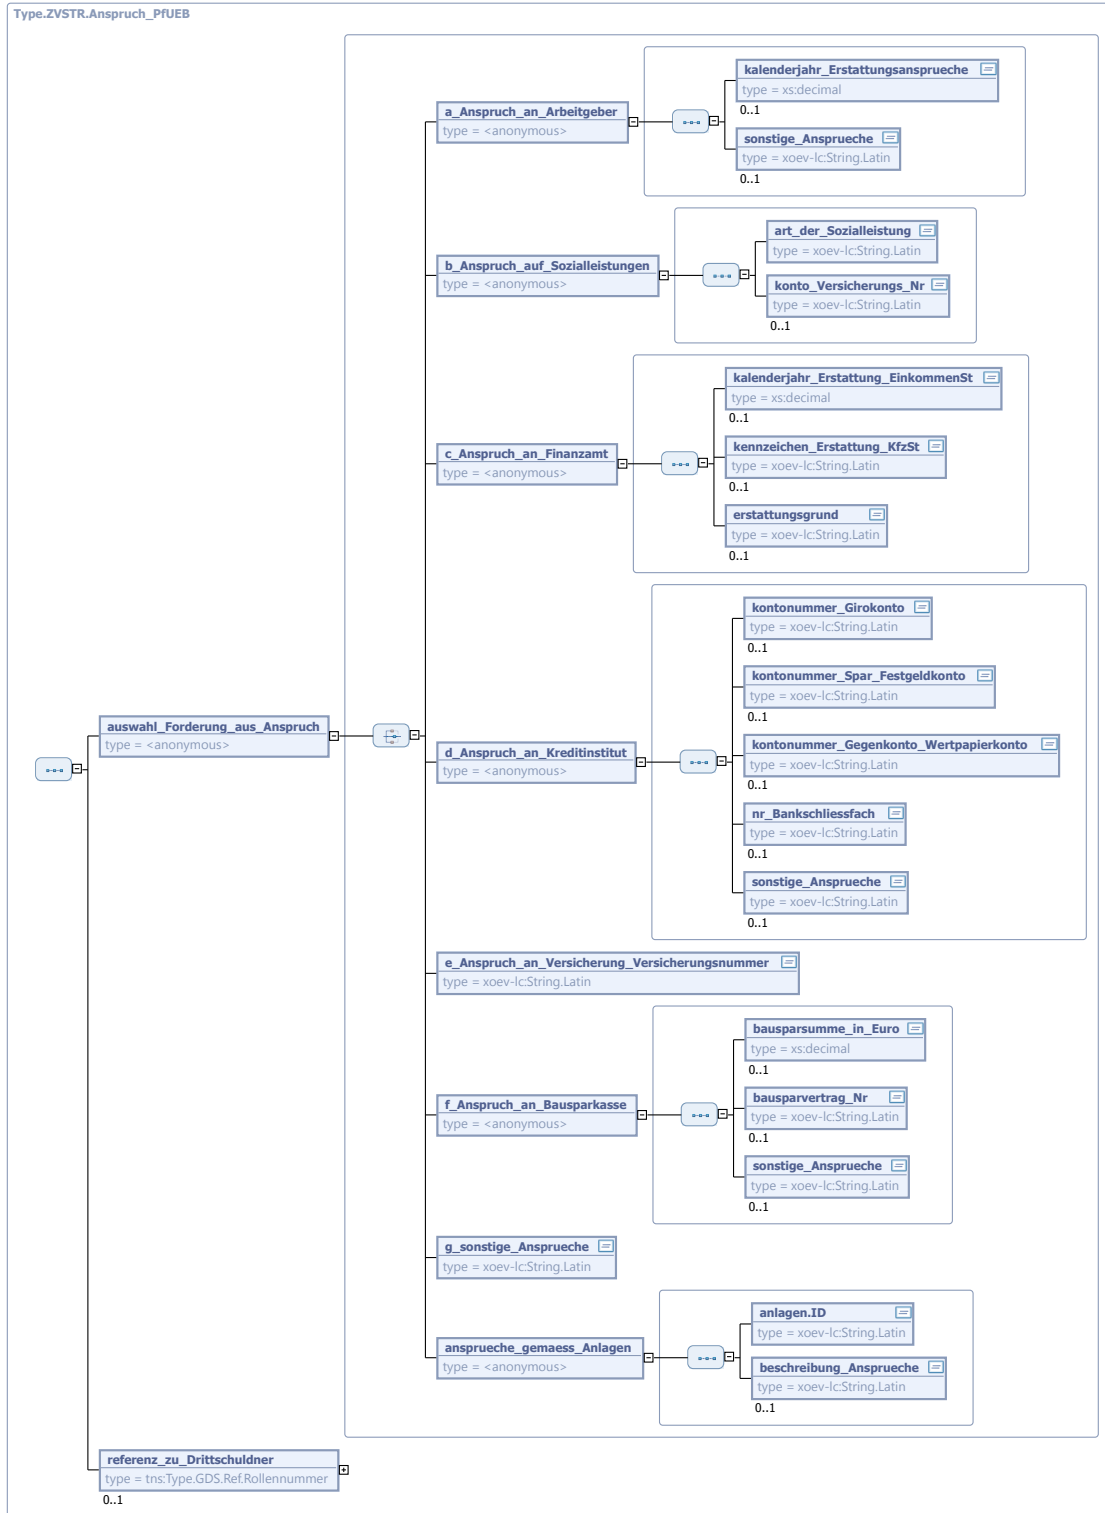 Type.ZVSTR.Anspruch_PfUEB
kalenderjahr_Erstattungsansprueche
type = xs:decimal
0..1
a_Anspruch_an_Arbeitgeber
type = <anonymous>
sonstige_Ansprueche
type = xoev-lc:String.Latin
0..1
art_der_Sozialleistung
type = xoev-lc:String.Latin
b_Anspruch_auf_Sozialleistungen
type = <anonymous>
konto_Versicherungs_Nr
type = xoev-lc:String.Latin
0..1
kalenderjahr_Erstattung_EinkommenSt
type = xs:decimal
0..1
c_Anspruch_an_Finanzamt
type = <anonymous>
kennzeichen_Erstattung_KfzSt
type = xoev-lc:String.Latin
0..1
erstattungsgrund
type = xoev-lc:String.Latin
0..1
kontonummer_Girokonto
type = xoev-lc:String.Latin
0..1
kontonummer_Spar_Festgeldkonto
type = xoev-lc:String.Latin
0..1
auswahl_Forderung_aus_Anspruch
type = <anonymous>
d_Anspruch_an_Kreditinstitut
type = <anonymous>
kontonummer_Gegenkonto_Wertpapierkonto
type = xoev-lc:String.Latin
0..1
nr_Bankschliessfach
type = xoev-lc:String.Latin
0..1
sonstige_Ansprueche
type = xoev-lc:String.Latin
0..1
e_Anspruch_an_Versicherung_Versicherungsnummer
type = xoev-lc:String.Latin
bausparsumme_in_Euro
type = xs:decimal
0..1
f_Anspruch_an_Bausparkasse
type = <anonymous>
bausparvertrag_Nr
type = xoev-lc:String.Latin
0..1
sonstige_Ansprueche
type = xoev-lc:String.Latin
0..1
g_sonstige_Ansprueche
type = xoev-lc:String.Latin
anlagen.ID
type = xoev-lc:String.Latin
ansprueche_gemaess_Anlagen
type = <anonymous>
beschreibung_Ansprueche
type = xoev-lc:String.Latin
0..1
referenz_zu_Drittschuldner
type = tns:Type.GDS.Ref.Rollennummer
0..1